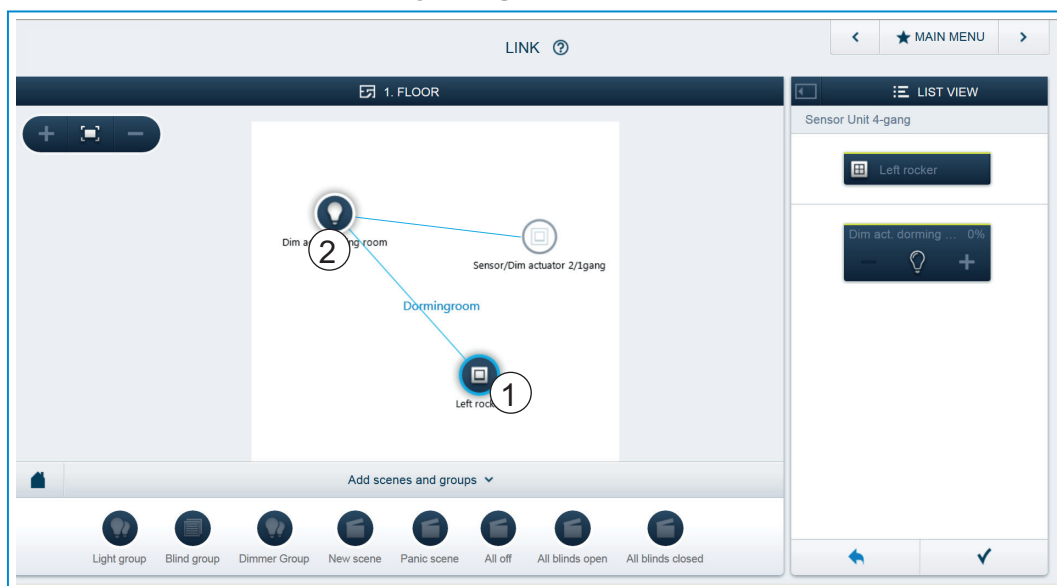 LINK ?
MAIN MENU
1. FLOOR
LIST VIEW
Sensor Unit 4-gang
Left rocker
Dim act. dorming ... 0%
Dim a ng room
2
Sensor/Dim actuator 2/1gang
Dormingroom
1
Left rock
Add scenes and groups
Light group Blind group Dimmer Group New scene Panic scene All off All blinds open All blinds closed